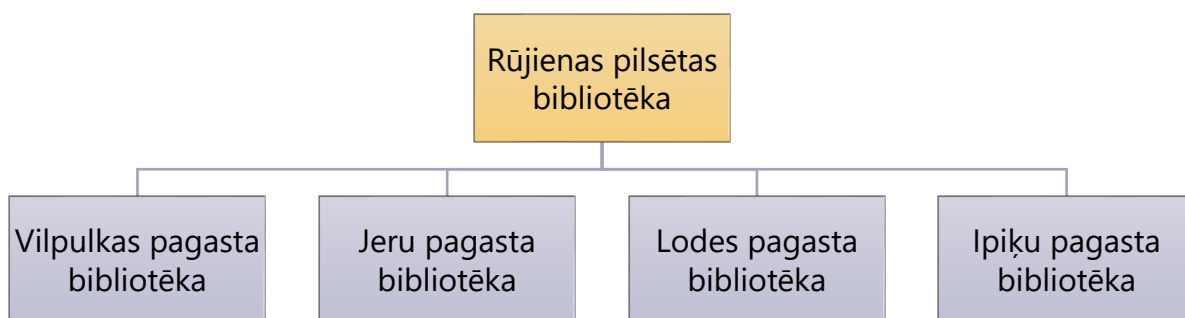 Rūjienas pilsētas
bibliotēka
Vilpulkas pagasta
bibliotēka
Jeru pagasta
bibliotēka
Lodes pagasta
bibliotēka
Ipiķu pagasta
bibliotēka